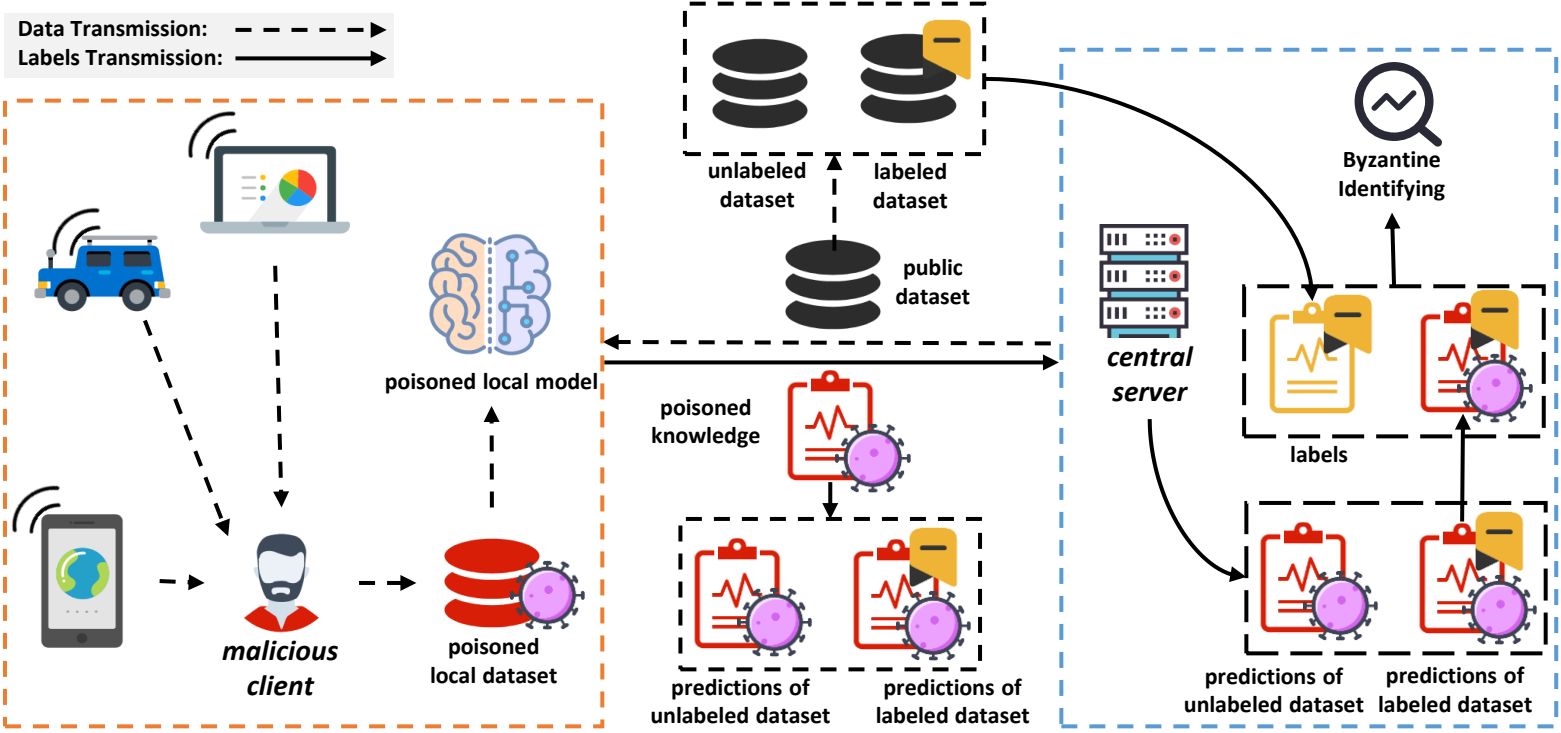 Data Transmission:
Labels Transmission:
unlabeled
dataset
labeled
dataset
public
dataset
Byzantine
Identifying
central
server
labels
poisoned local model
poisoned
knowledge
malicious
client
poisoned
local dataset
predictions of
unlabeled dataset
predictions of
labeled dataset
predictions of
unlabeled dataset
predictions of
labeled dataset